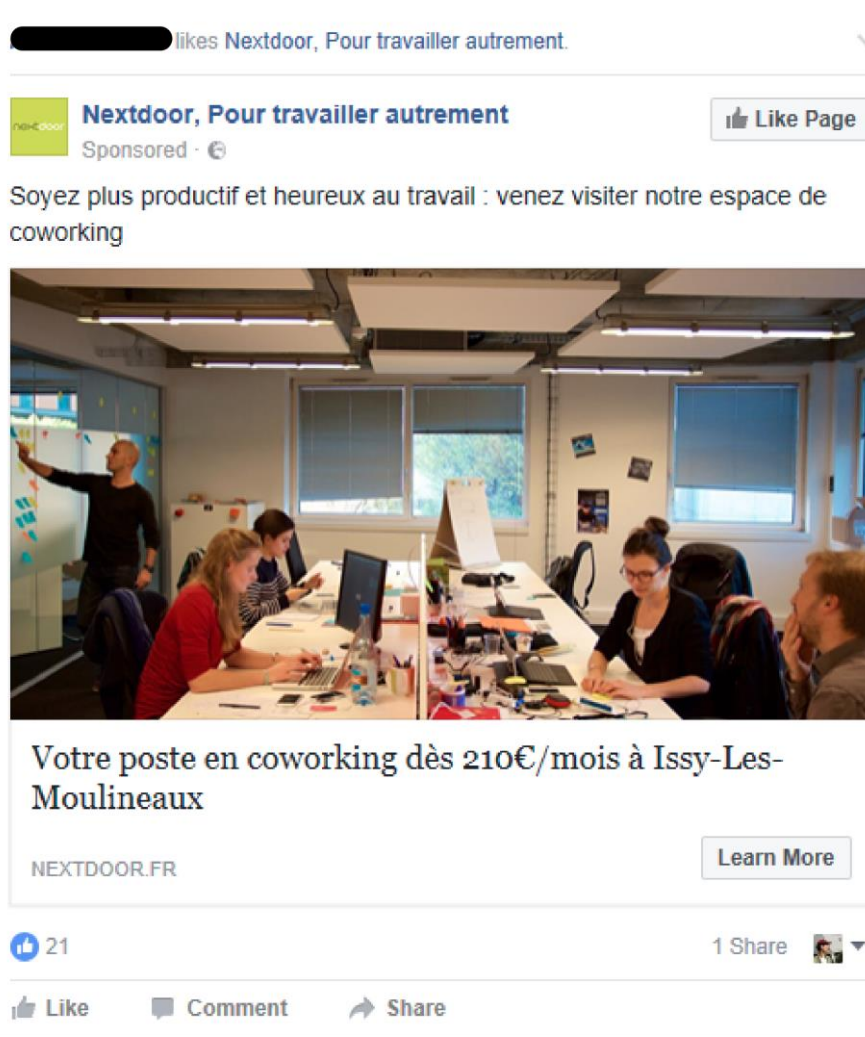 likes Nextdoor, Pour travailler autrement.
nextdoor
Nextdoor, Pour travailler autrement
Like Page
Sponsored ·
Soyez plus productif et heureux au travail : venez visiter notre espace de
coworking
Votre poste en coworking dès 210€/mois à Issy-Les-
Moulineaux
NEXTDOOR.FR
Learn More
21
1 Share
Like Comment Share